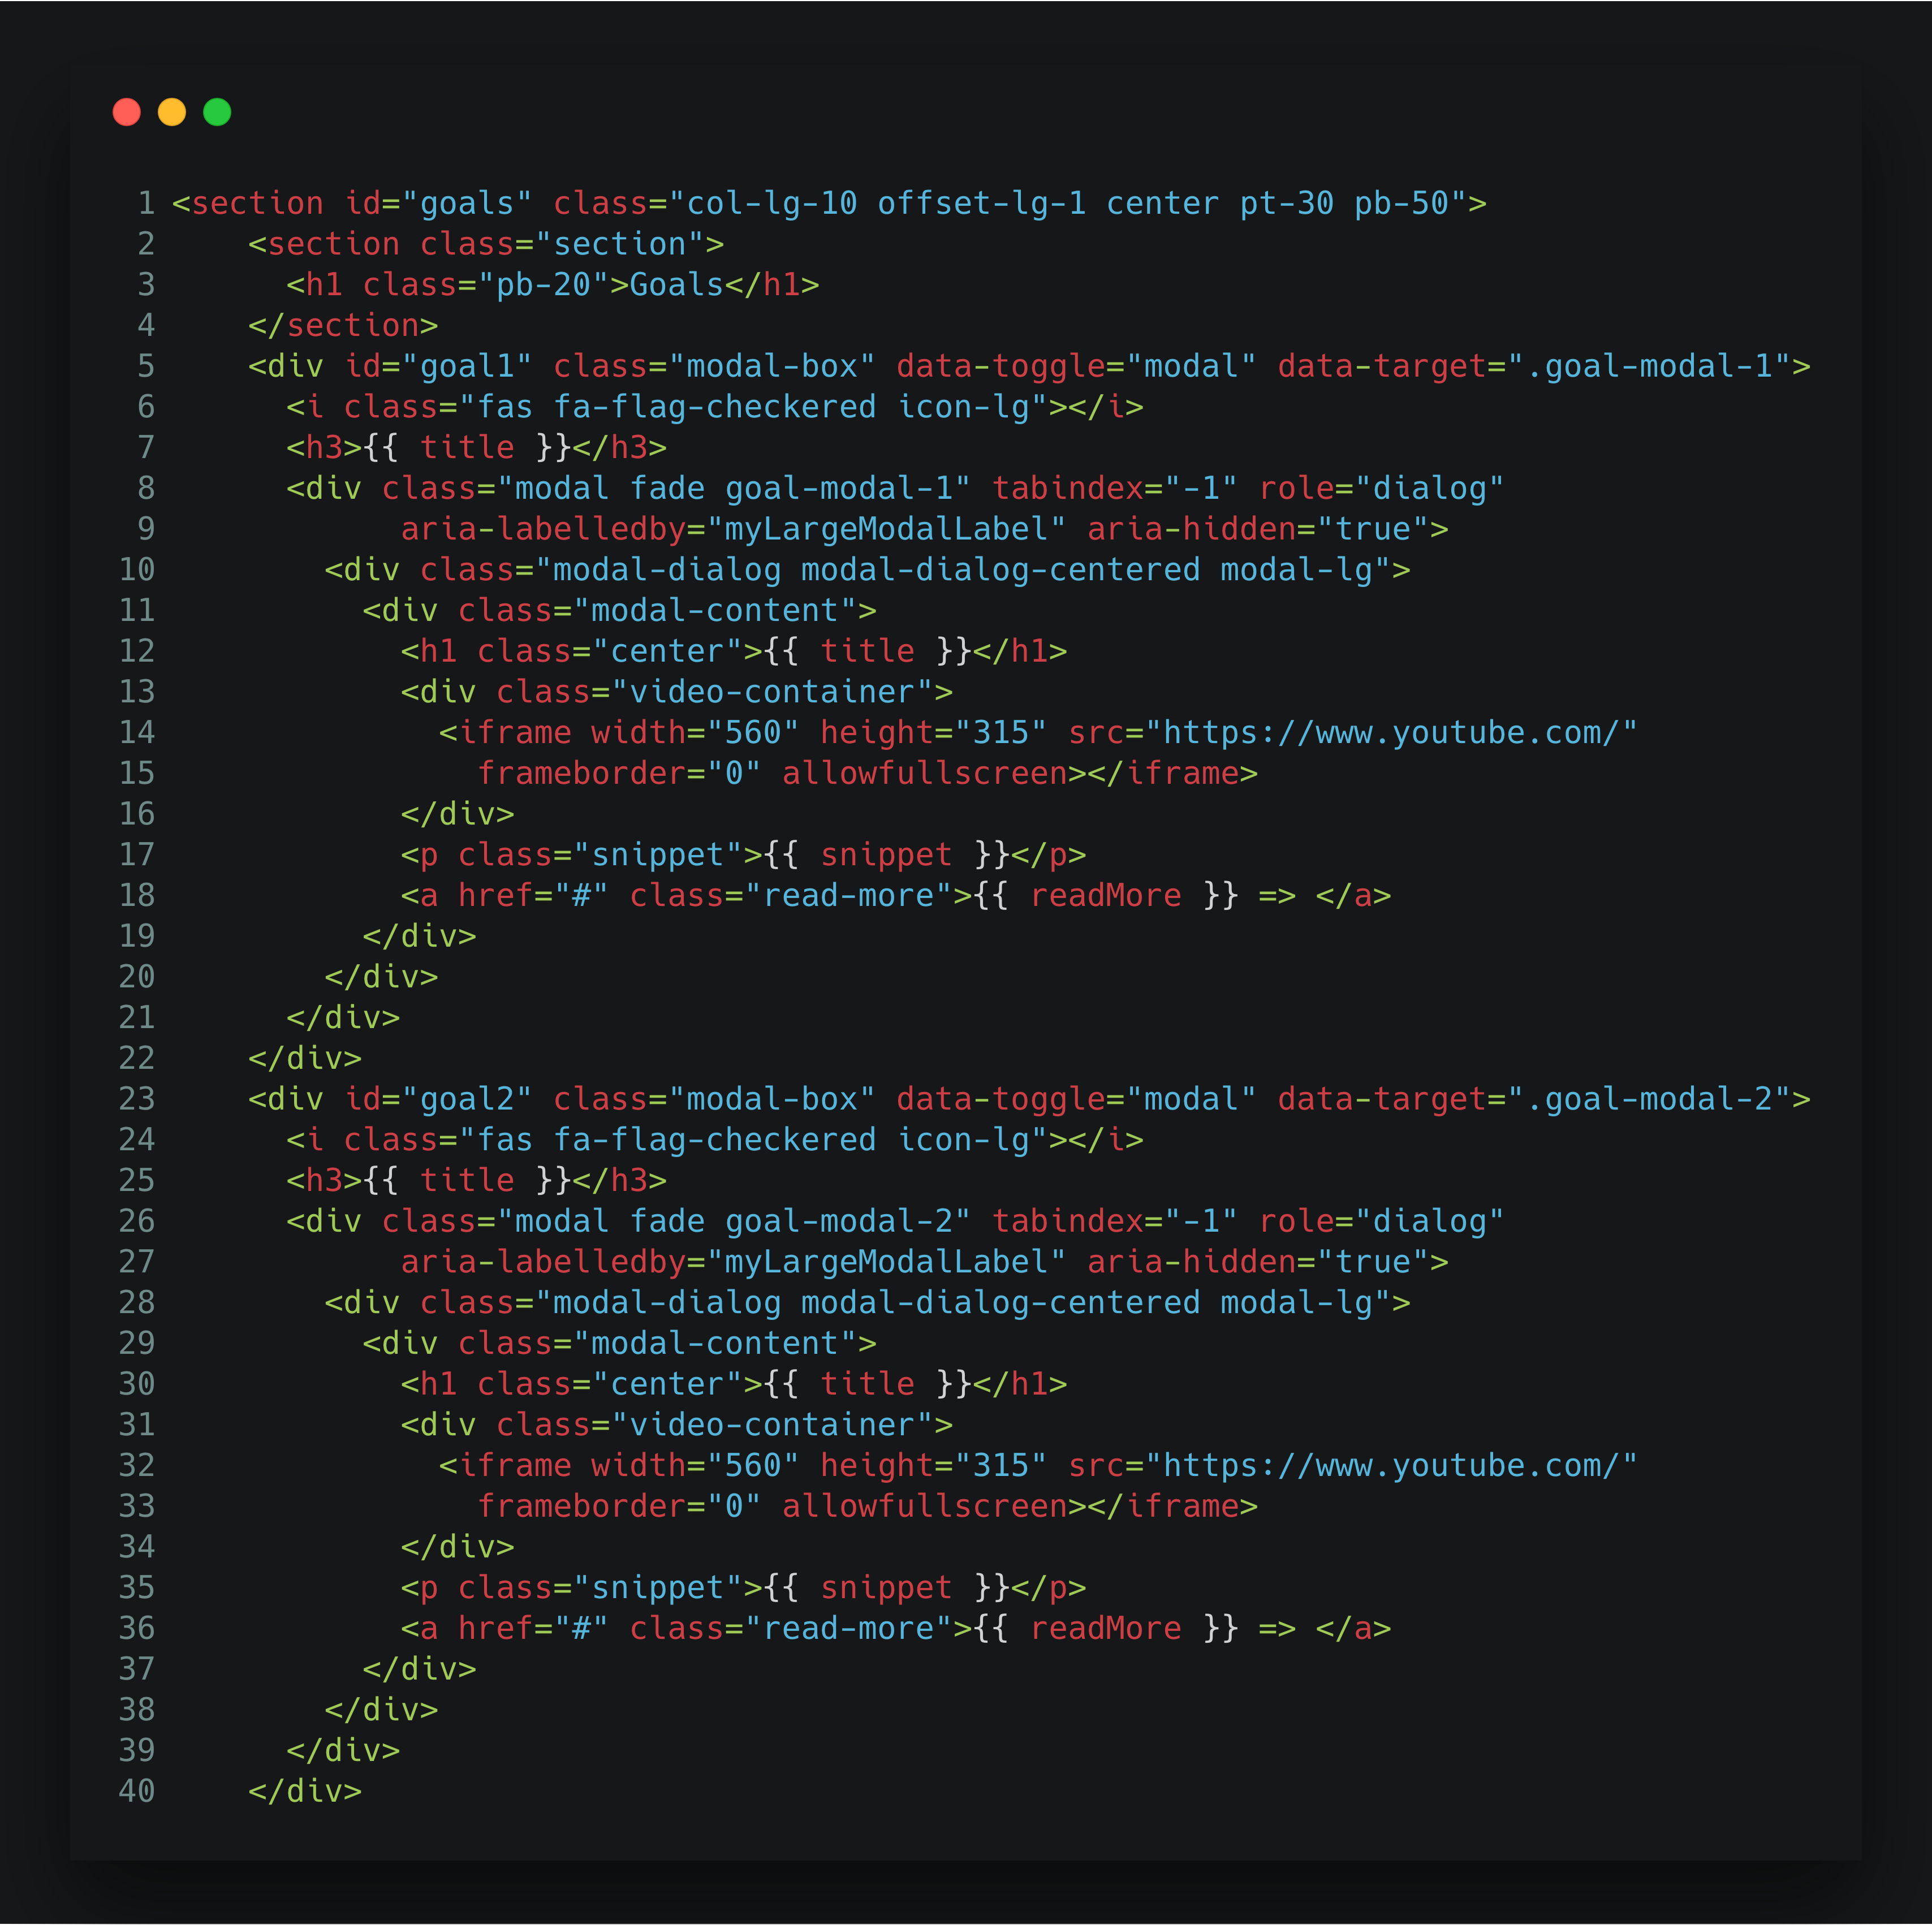 1 <section id="goals" class="col-lg-10 offset-lg-1 center pt-30 pb-50">
2     <section class="section">
3       <h1 class="pb-20">Goals</h1>
4     </section>
5     <div id="goal1" class="modal-box" data-toggle="modal" data-target=".goal-modal-1">
6       <i class="fas fa-flag-checkered icon-lg"></i>
7       <h3>{{ title }}</h3>
8       <div class="modal fade goal-modal-1" tabindex="-1" role="dialog"
9             aria-labelledby="myLargeModalLabel" aria-hidden="true">
10         <div class="modal-dialog modal-dialog-centered modal-lg">
11           <div class="modal-content">
12             <h1 class="center">{{ title }}</h1>
13             <div class="video-container">
14               <iframe width="560" height="315" src="https://www.youtube.com/"
15                 frameborder="0" allowfullscreen></iframe>
16             </div>
17             <p class="snippet">{{ snippet }}</p>
18             <a href="#" class="read-more">{{ readMore }} => </a>
19           </div>
20         </div>
21       </div>
22     </div>
23     <div id="goal2" class="modal-box" data-toggle="modal" data-target=".goal-modal-2">
24       <i class="fas fa-flag-checkered icon-lg"></i>
25       <h3>{{ title }}</h3>
26       <div class="modal fade goal-modal-2" tabindex="-1" role="dialog"
27             aria-labelledby="myLargeModalLabel" aria-hidden="true">
28         <div class="modal-dialog modal-dialog-centered modal-lg">
29           <div class="modal-content">
30             <h1 class="center">{{ title }}</h1>
31             <div class="video-container">
32               <iframe width="560" height="315" src="https://www.youtube.com/"
33                 frameborder="0" allowfullscreen></iframe>
34             </div>
35             <p class="snippet">{{ snippet }}</p>
36             <a href="#" class="read-more">{{ readMore }} => </a>
37           </div>
38         </div>
39       </div>
40     </div>